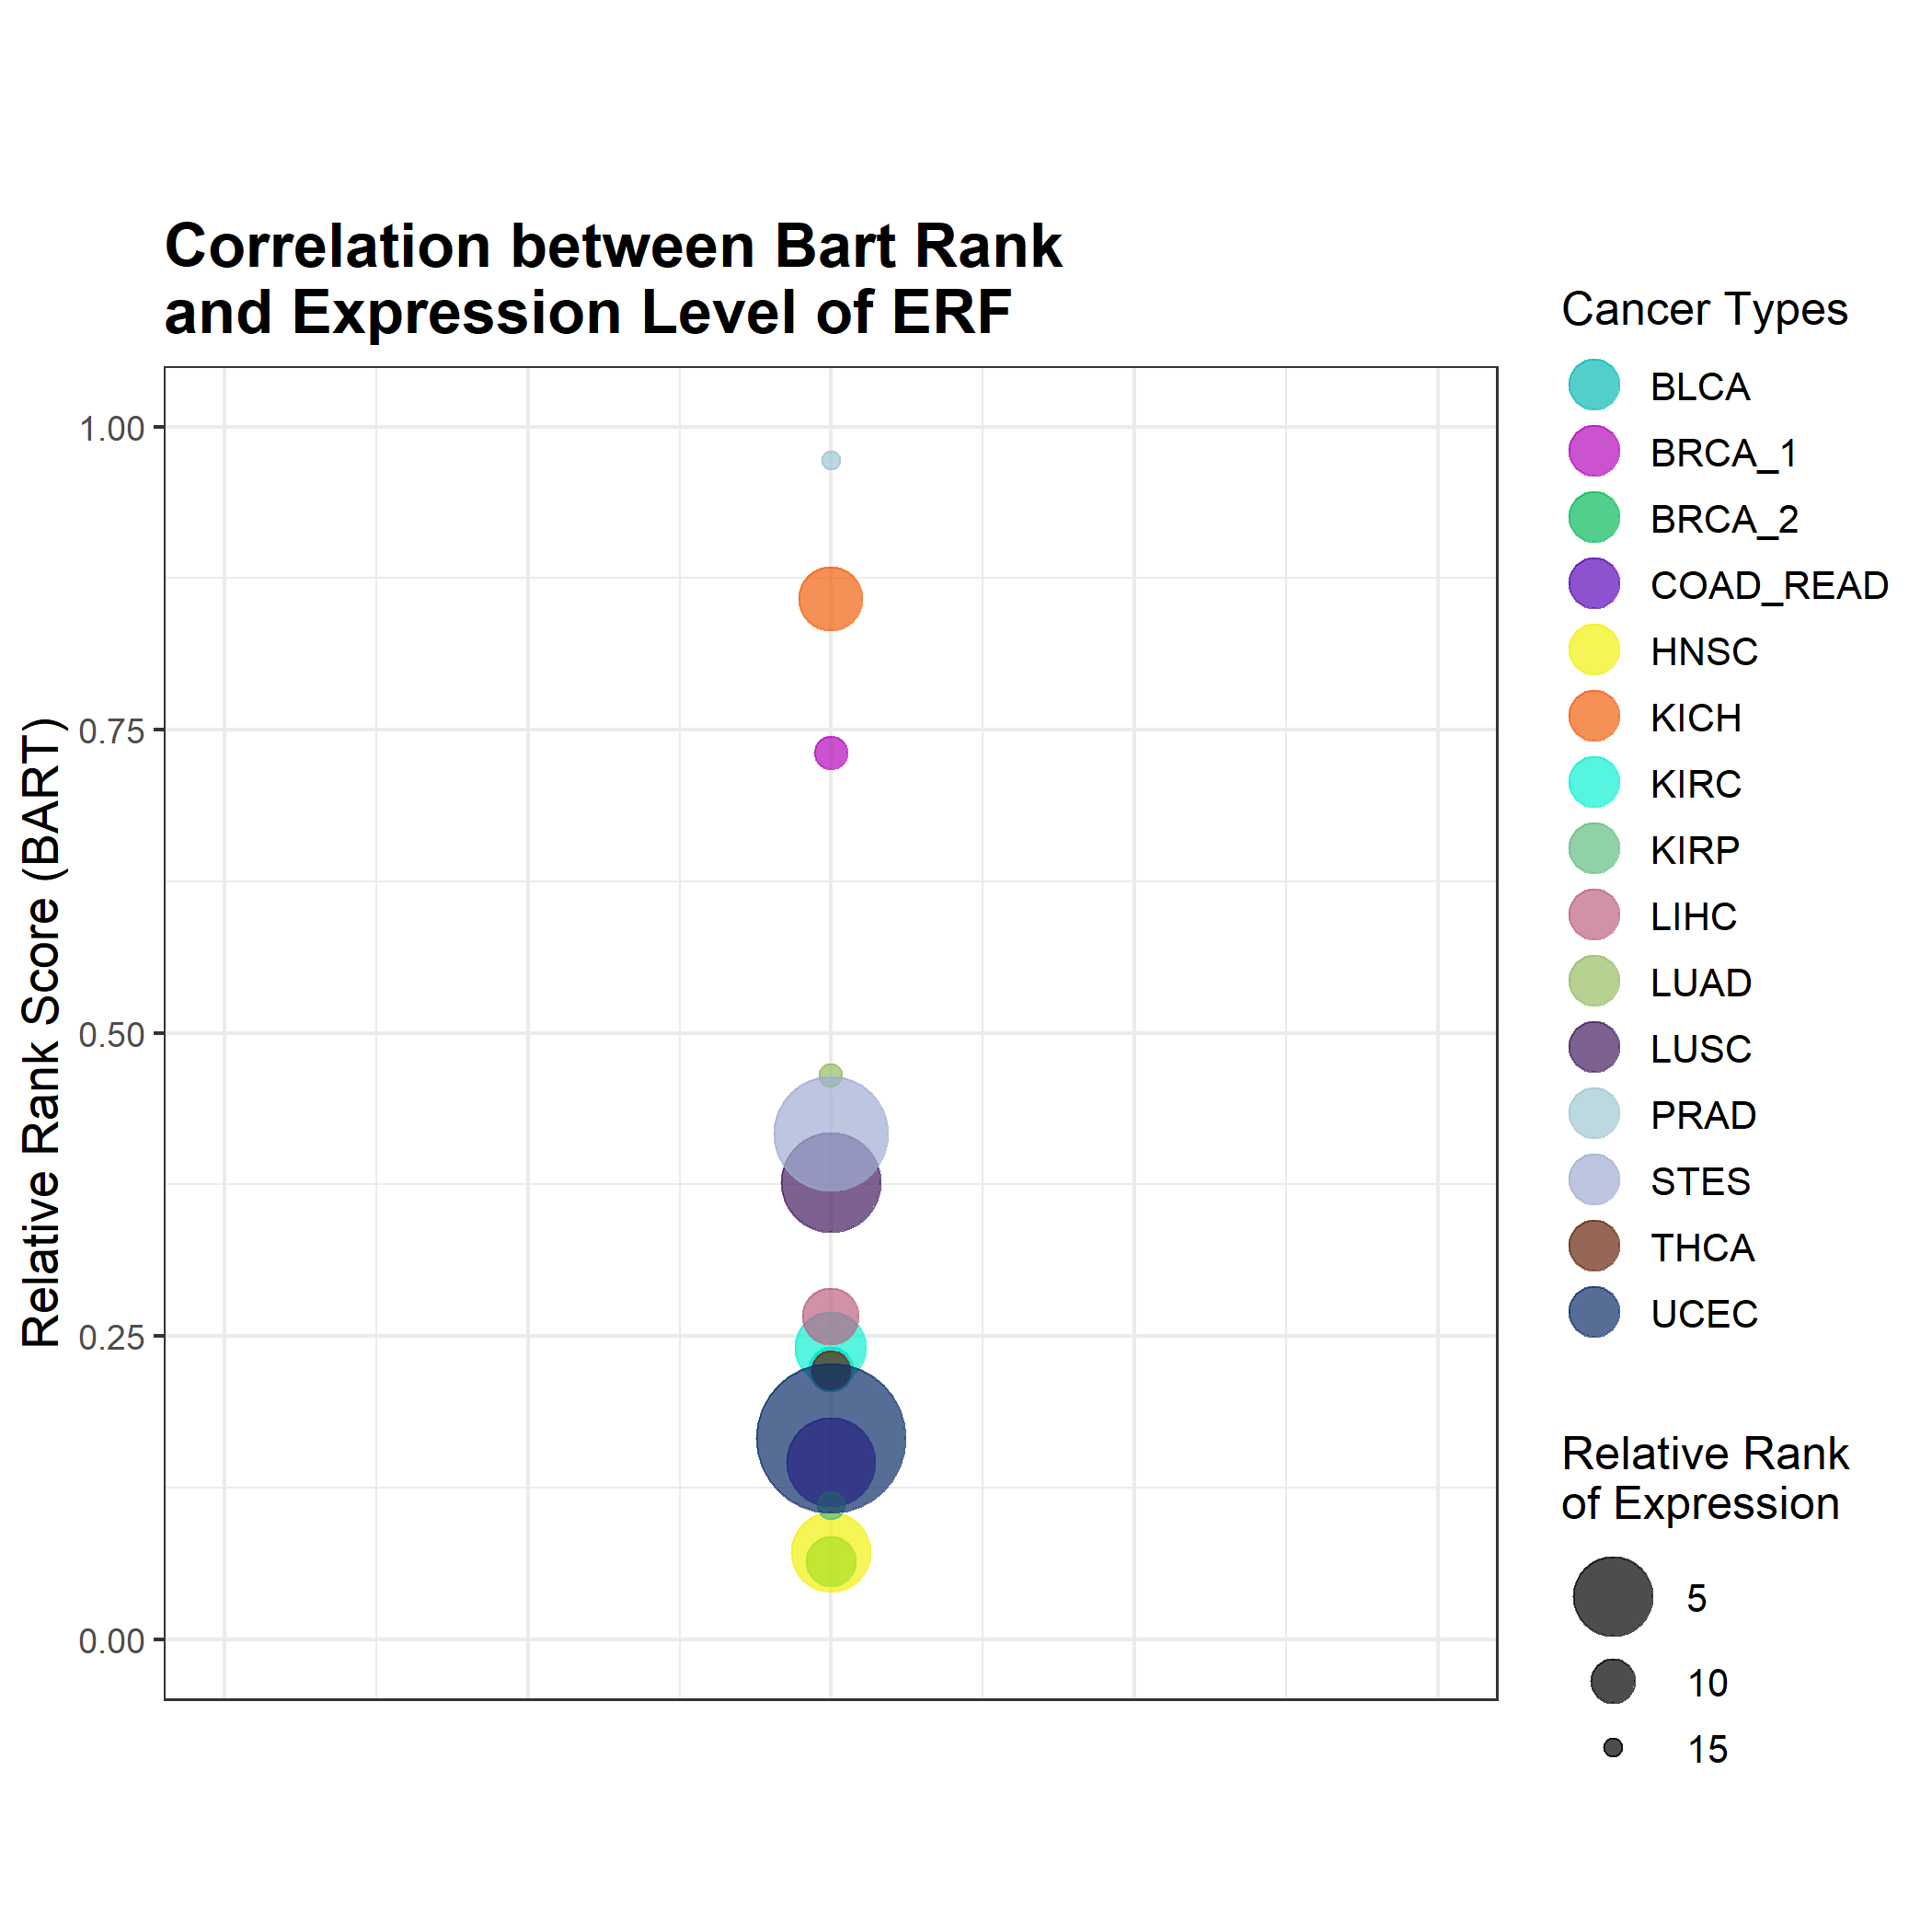 Correlation between Bart Rank
and Expression Level of ERF
Relative Rank Score (BART)
1.00
0.75
0.50
0.25
0.00
Cancer Types
BLCA
BRCA_1
BRCA_2
COAD_READ
HNSC
KICH
KIRC
KIRP
LIHC
LUAD
LUSC
PRAD
STES
THCA
UCEC
Relative Rank
of Expression
5
10
15